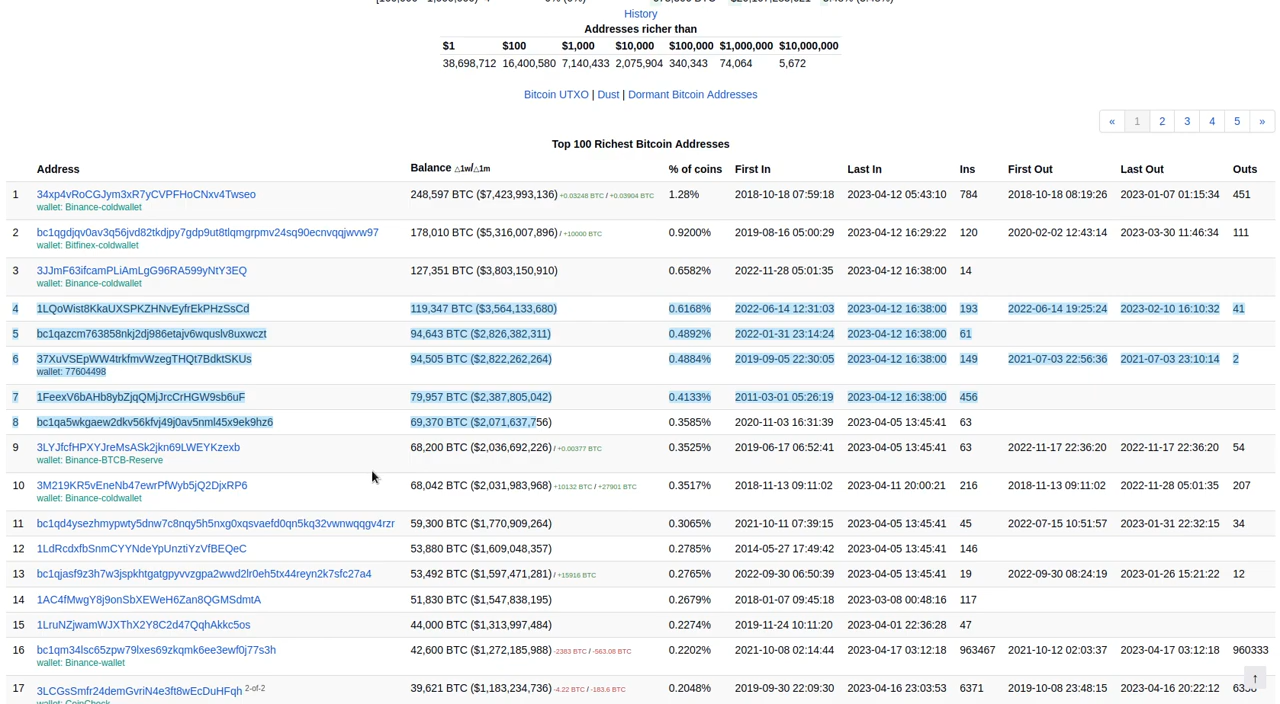 History
Addresses richer than
$1 $100 $1,000 $10,000 $100,000 $1,000,000 $10,000,000
38,698,712 16,400,580 7,140,433 2,075,904 340,343 74,064 5,672
Bitcoin UTXO | Dust | Dormant Bitcoin Addresses
« 1 2 3 4 5 »
Top 100 Richest Bitcoin Addresses
Address Balance △1w/△1m % of coins First In Last In Ins First Out Last Out Outs
1 34xp4vRoCGJym3xR7yCVPFHoCNxv4Twseo 248,597 BTC ($7,423,993,136) +0.03248 BTC / +0.03904 BTC 1.28% 2018-10-18 07:59:18 2023-04-12 05:43:10 784 2018-10-18 08:19:26 2023-01-07 01:15:34 451
wallet: Binance-coldwallet
2 bc1qgdjqv0av3q56jvd82tkdjpy7gdp9ut8tlqmgrpmv24sq90ecnvqqjwvw97 178,010 BTC ($5,316,007,896) / +10000 BTC 0.9200% 2019-08-16 05:00:29 2023-04-12 16:29:22 120 2020-02-02 12:43:14 2023-03-30 11:46:34 111
wallet: Bitfinex-coldwallet
3 3JJmF63ifcamPLiAmLgG96RA599yNtY3EQ 127,351 BTC ($3,803,150,910) 0.6582% 2022-11-28 05:01:35 2023-04-12 16:38:00 14
wallet: Binance-coldwallet
4 1LQoWist8KkaUXSPKZHNvEyfrEkPHzSsCd 119,347 BTC ($3,564,133,680) 0.6168% 2022-06-14 12:31:03 2023-04-12 16:38:00 193 2022-06-14 19:25:24 2023-02-10 16:10:32 41
5 bc1qazcm763858nkj2dj986etajv6wquslv8uxwczt 94,643 BTC ($2,826,382,311) 0.4892% 2022-01-31 23:14:24 2023-04-12 16:38:00 61
6 37XuVSEpWW4trkfmvWzegTHQt7BdktSKUs 94,505 BTC ($2,822,262,264) 0.4884% 2019-09-05 22:30:05 2023-04-12 16:38:00 149 2021-07-03 22:56:36 2021-07-03 23:10:14 2
wallet: 77604498
7 1FeexV6bAHb8ybZjqQMjJrcCrHGW9sb6uF 79,957 BTC ($2,387,805,042) 0.4133% 2011-03-01 05:26:19 2023-04-12 16:38:00 456
8 bc1qa5wkgaew2dkv56kfvj49j0av5nml45x9ek9hz6 69,370 BTC ($2,071,637,756) 0.3585% 2020-11-03 16:31:39 2023-04-05 13:45:41 63
9 3LYJfcfHPXYJreMsASk2jkn69LWEYKzexb 68,200 BTC ($2,036,692,226) / +0.00377 BTC 0.3525% 2019-06-17 06:52:41 2023-04-05 13:45:41 63 2022-11-17 22:36:20 2022-11-17 22:36:20 54
wallet: Binance-BTCB-Reserve
10 3M219KR5vEneNb47ewrPfWyb5jQ2DjxRP6 68,042 BTC ($2,031,983,968) +10132 BTC / +27901 BTC 0.3517% 2018-11-13 09:11:02 2023-04-11 20:00:21 216 2018-11-13 09:11:02 2022-11-28 05:01:35 207
wallet: Binance-coldwallet
11 bc1qd4ysezhmypwty5dnw7c8nqy5h5nxg0xqsvaefd0qn5kq32vwnwqqgv4rzr 59,300 BTC ($1,770,909,264) 0.3065% 2021-10-11 07:39:15 2023-04-05 13:45:41 45 2022-07-15 10:51:57 2023-01-31 22:32:15 34
12 1LdRcdxfbSnmCYYNdeYpUnztiYzVfBEQeC 53,880 BTC ($1,609,048,357) 0.2785% 2014-05-27 17:49:42 2023-04-05 13:45:41 146
13 bc1qjasf9z3h7w3jspkhtgatgpyvvzgpa2wwd2lr0eh5tx44reyn2k7sfc27a4 53,492 BTC ($1,597,471,281) / +15916 BTC 0.2765% 2022-09-30 06:50:39 2023-04-05 13:45:41 19 2022-09-30 08:24:19 2023-01-26 15:21:22 12
14 1AC4fMwgY8j9onSbXEWeH6Zan8QGMSdmtA 51,830 BTC ($1,547,838,195) 0.2679% 2018-01-07 09:45:18 2023-03-08 00:48:16 117
15 1LruNZjwamWJXThX2Y8C2d47QqhAkkc5os 44,000 BTC ($1,313,997,484) 0.2274% 2019-11-24 10:11:20 2023-04-01 22:36:28 47
16 bc1qm34lsc65zpw79lxes69zkqmk6ee3ewf0j77s3h 42,600 BTC ($1,272,185,988) -2383 BTC / -563.08 BTC 0.2202% 2021-10-08 02:14:44 2023-04-17 03:12:18 963467 2021-10-12 02:03:37 2023-04-17 03:12:18 960333
wallet: Binance-wallet
17 3LCGsSmfr24demGvriN4e3ft8wEcDuHFqh 2-of-2 39,621 BTC ($1,183,234,736) -4.22 BTC / -183.6 BTC 0.2048% 2019-09-30 22:09:30 2023-04-16 23:03:53 6371 2019-10-08 23:48:15 2023-04-16 20:22:12
wallet: CoinCheck